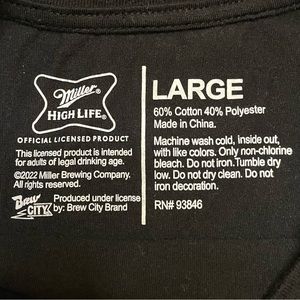 Miller
HIGH LIFE
OFFICIAL LICENSED PRODUCT
This licensed product is intended
for adults of legal drinking age.
©2022 Miller Brewing Company.
All rights reserved.
Brew
CITY
Produced under license
by: Brew City Brand
LARGE
60% Cotton 40% Polyester
Made in China.
Machine wash cold, inside out,
with like colors. Only non-chlorine
bleach. Do not iron. Tumble dry
low. Do not dry clean. Do not
iron decoration.
RN# 93846